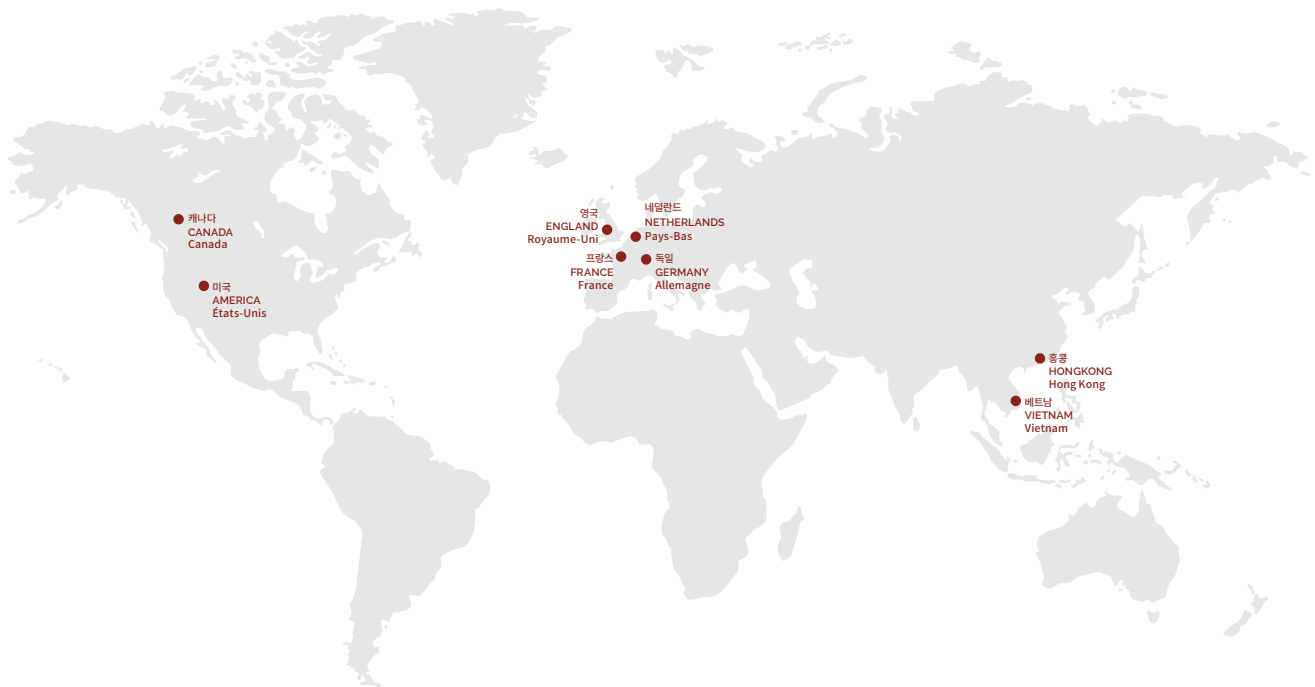 캐나다
CANADA
Canada
미국
AMERICA
États-Unis
영국
ENGLAND
Royaume-Uni
네덜란드
NETHERLANDS
Pays-Bas
프랑스
FRANCE
France
독일
GERMANY
Allemagne
홍콩
HONGKONG
Hong Kong
베트남
VIETNAM
Vietnam